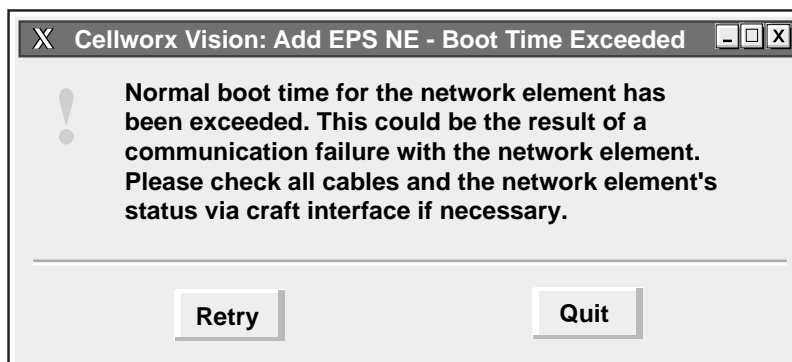 X Cellworx Vision: Add EPS NE - Boot Time Exceeded X
!
Normal boot time for the network element has
been exceeded. This could be the result of a
communication failure with the network element.
Please check all cables and the network element's
status via craft interface if necessary.
Retry Quit